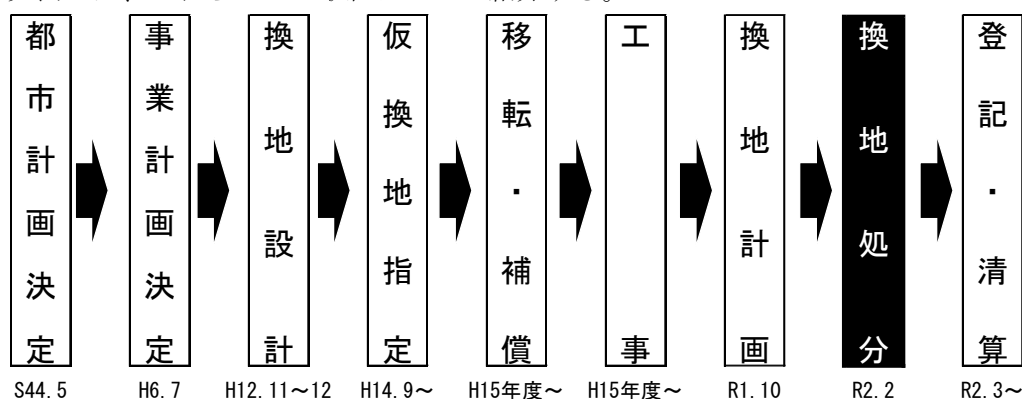 都市計画決定
事業計画決定
換地設計
仮換地指定
移転・補償
工事
換地計画
換地処分
登記・清算
S44.5
H6.7
H12.11～12
H14.9～
H15年度～
H15年度～
R1.10
R2.2
R2.3～